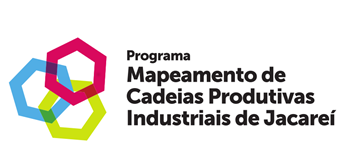 Programa
Mapeamento de
Cadeias Produtivas
Industriais de Jacareí